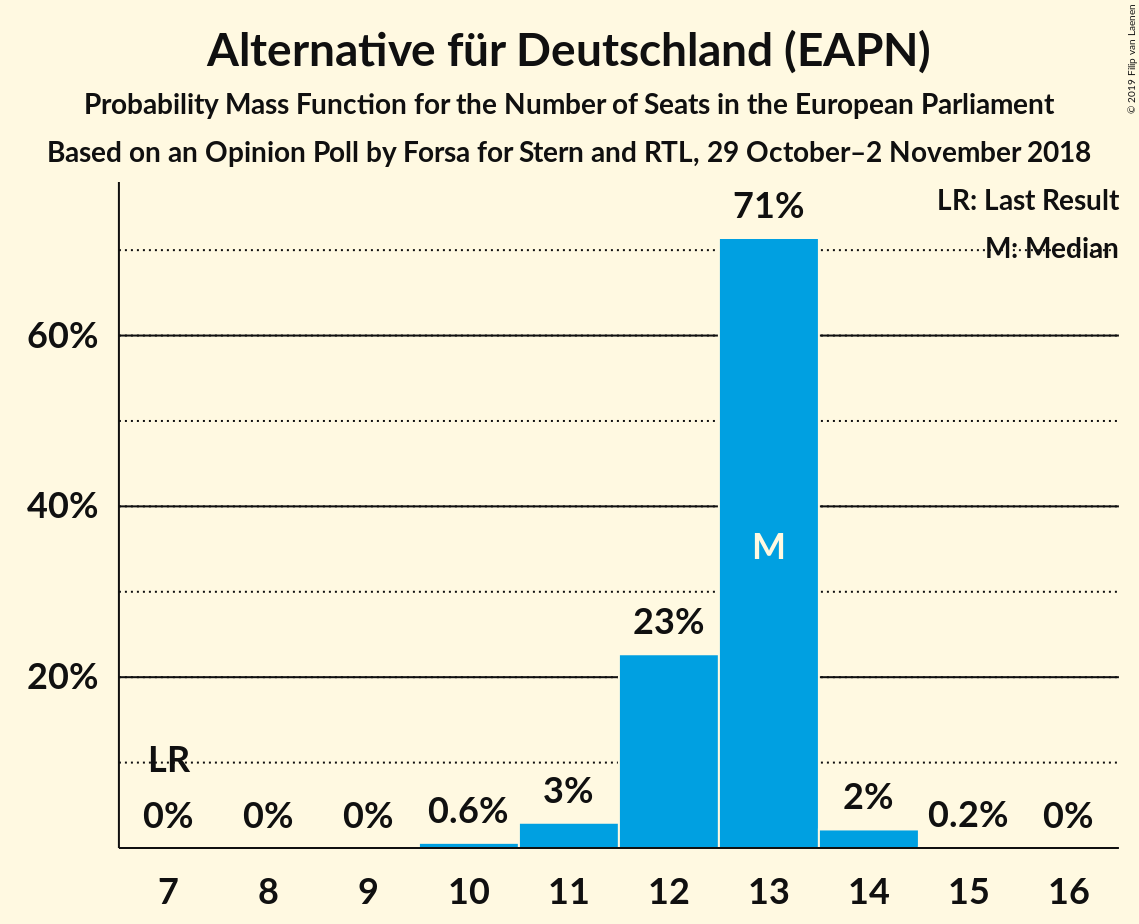 Alternative für Deutschland (EAPN)
Probability Mass Function for the Number of Seats in the European Parliament
Based on an Opinion Poll by Forsa for Stern and RTL, 29 October–2 November 2018
© 2019 Filip van Laenen
LR: Last Result
M: Median
71%
60%
40%
M
23%
20%
LR
0%
0%
0%
0.6%
3%
2%
0.2%
0%
7
8
9
10
11
12
13
14
15
16